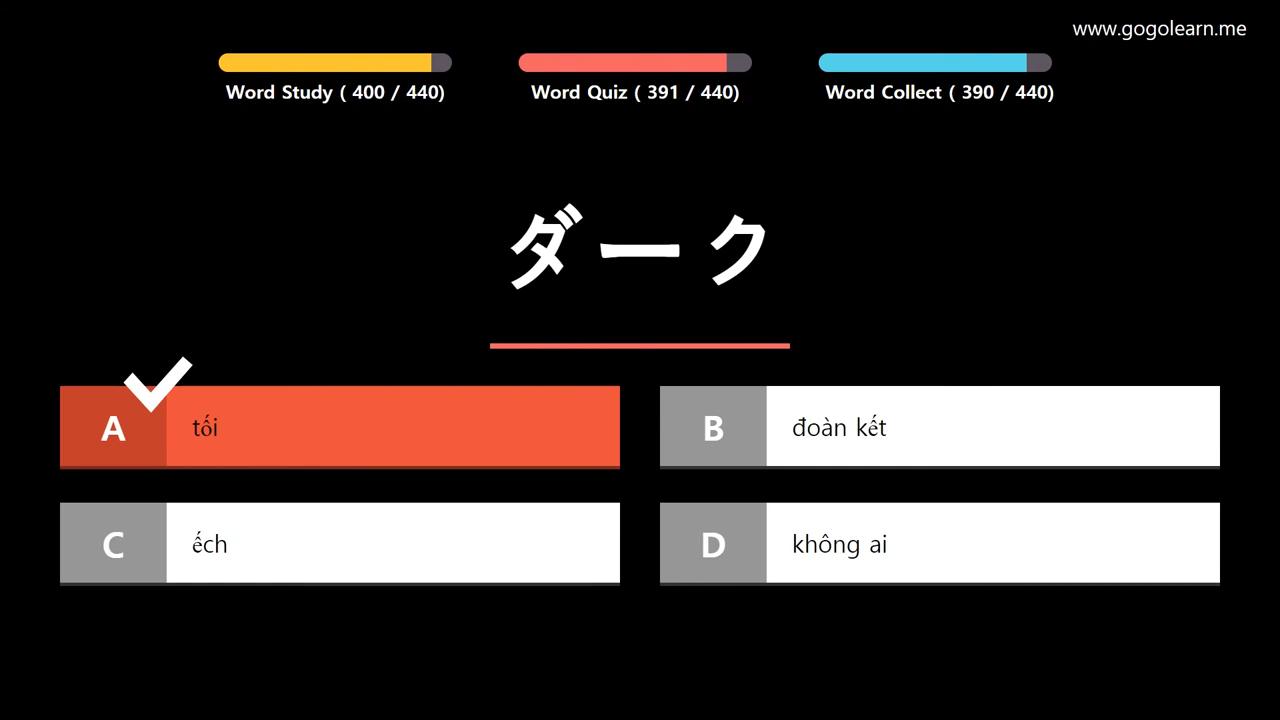 www.gogolearn.me
Word Study ( 400 / 440)
Word Quiz ( 391 / 440)
Word Collect ( 390 / 440)
ダーク
A tối
B đoàn kết
C ếch
D không ai